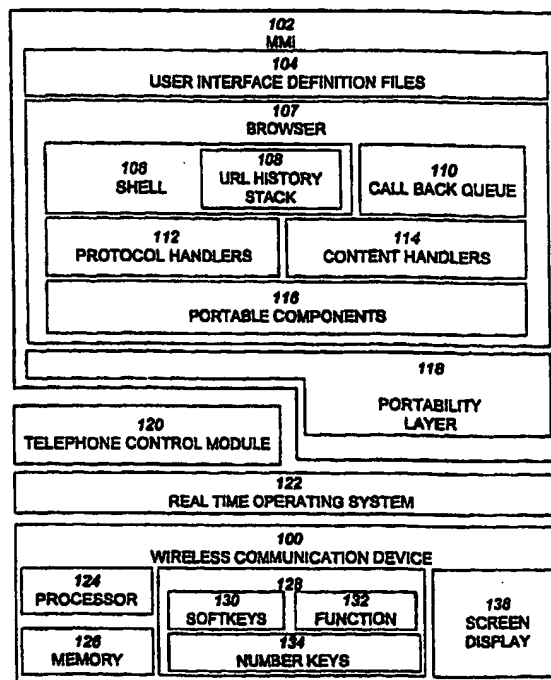 102
MMI
104
USER INTERFACE DEFINITION FILES
107
BROWSER
106
SHELL
108
URL HISTORY
STACK
110
CALL BACK QUEUE
112
PROTOCOL HANDLERS
114
CONTENT HANDLERS
116
PORTABLE COMPONENTS
118
PORTABILITY
LAYER
120
TELEPHONE CONTROL MODULE
122
REAL TIME OPERATING SYSTEM
100
WIRELESS COMMUNICATION DEVICE
124
PROCESSOR
126
MEMORY
128
130
SOFTKEYS
132
FUNCTION
134
NUMBER KEYS
138
SCREEN
DISPLAY